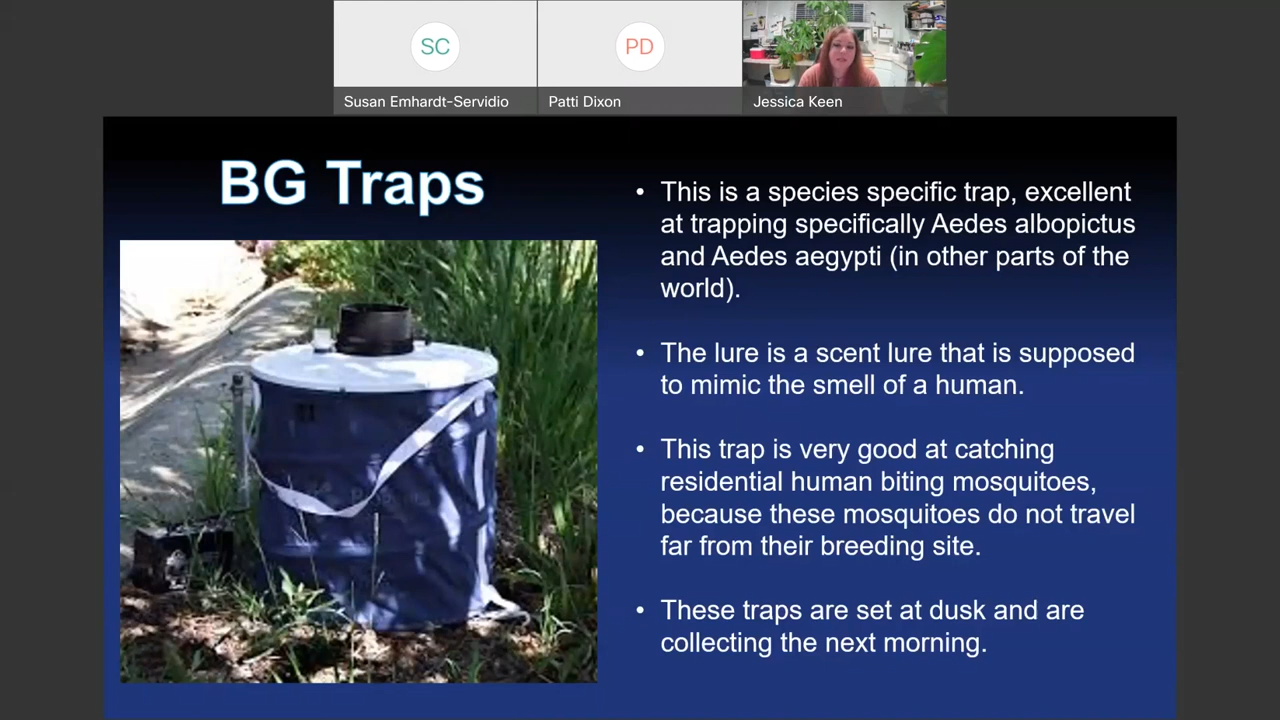 SC
PD
Susan Emhardt-Servidio
Patti Dixon
Jessica Keen
BG Traps
• This is a species specific trap, excellent
at trapping specifically Aedes albopictus
and Aedes aegypti (in other parts of the
world).
• The lure is a scent lure that is supposed
to mimic the smell of a human.
• This trap is very good at catching
residential human biting mosquitoes,
because these mosquitoes do not travel
far from their breeding site.
• These traps are set at dusk and are
collecting the next morning.